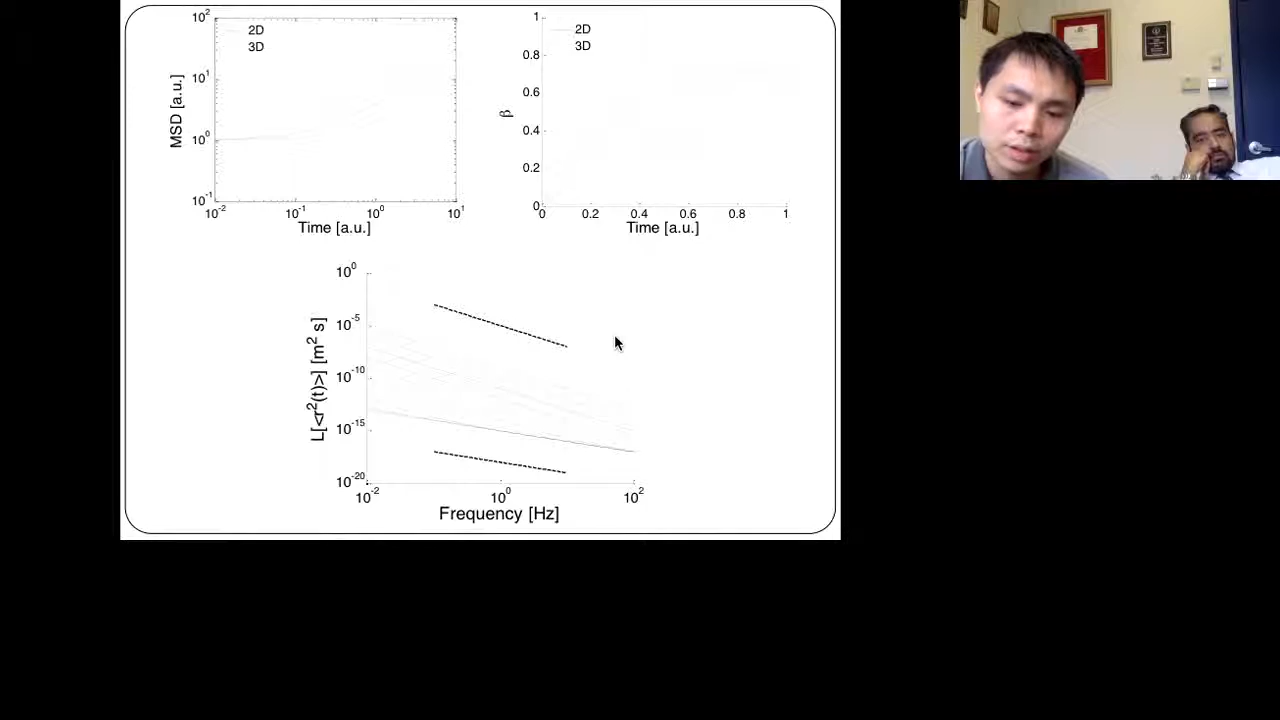 10^2
2D
3D
10^1
MSD [a.u.]
10^0
10^-1
10^-2 10^-1 10^0 10^1
Time [a.u.]
1
2D
3D
0.8
0.6
β
0.4
0.2
0
0 0.2 0.4 0.6 0.8 1
Time [a.u.]
10^0
10^-5
L[<r^2(t)>] [m^2 s]
10^-10
10^-15
10^-20
10^-2 10^0 10^2
Frequency [Hz]